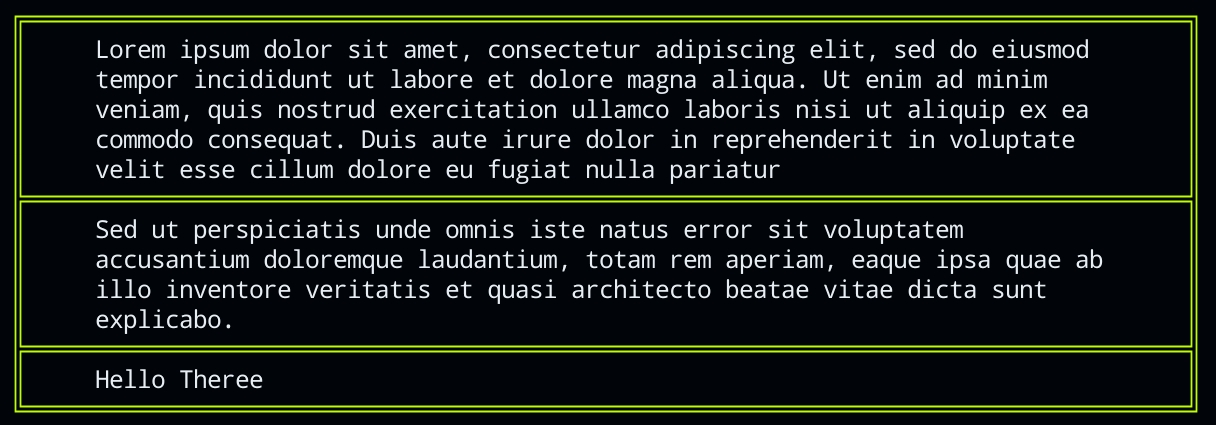 Lorem ipsum dolor sit amet, consectetur adipiscing elit, sed do eiusmod
tempor incididunt ut labore et dolore magna aliqua. Ut enim ad minim
veniam, quis nostrud exercitation ullamco laboris nisi ut aliquip ex ea
commodo consequat. Duis aute irure dolor in reprehenderit in voluptate
velit esse cillum dolore eu fugiat nulla pariatur
Sed ut perspiciatis unde omnis iste natus error sit voluptatem
accusantium doloremque laudantium, totam rem aperiam, eaque ipsa quae ab
illo inventore veritatis et quasi architecto beatae vitae dicta sunt
explicabo.
Hello Theree